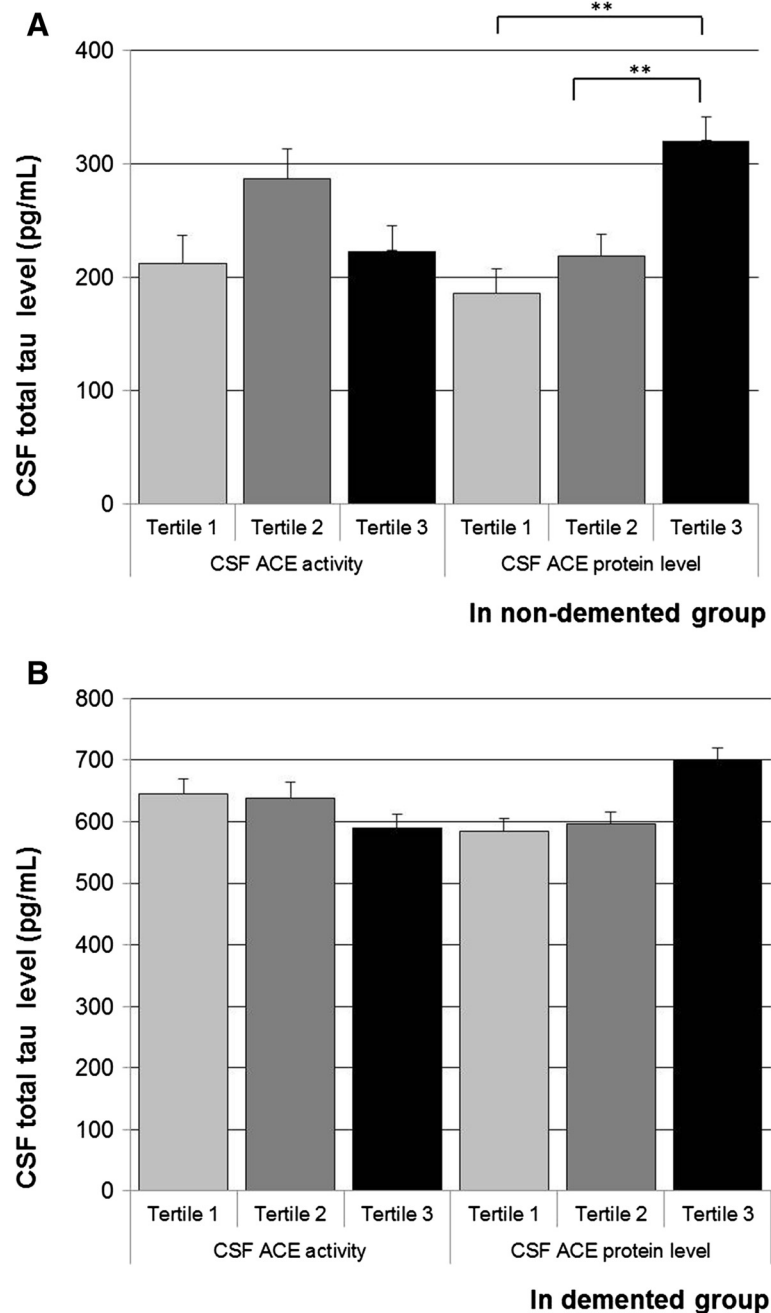 A
**
**
400
300
200
100
0
CSF total tau level (pg/mL)
Tertile 1 Tertile 2 Tertile 3 Tertile 1 Tertile 2 Tertile 3
CSF ACE activity CSF ACE protein level
In non-demented group
B
800
700
600
500
400
300
200
100
0
CSF total tau level (pg/mL)
Tertile 1 Tertile 2 Tertile 3 Tertile 1 Tertile 2 Tertile 3
CSF ACE activity CSF ACE protein level
In demented group